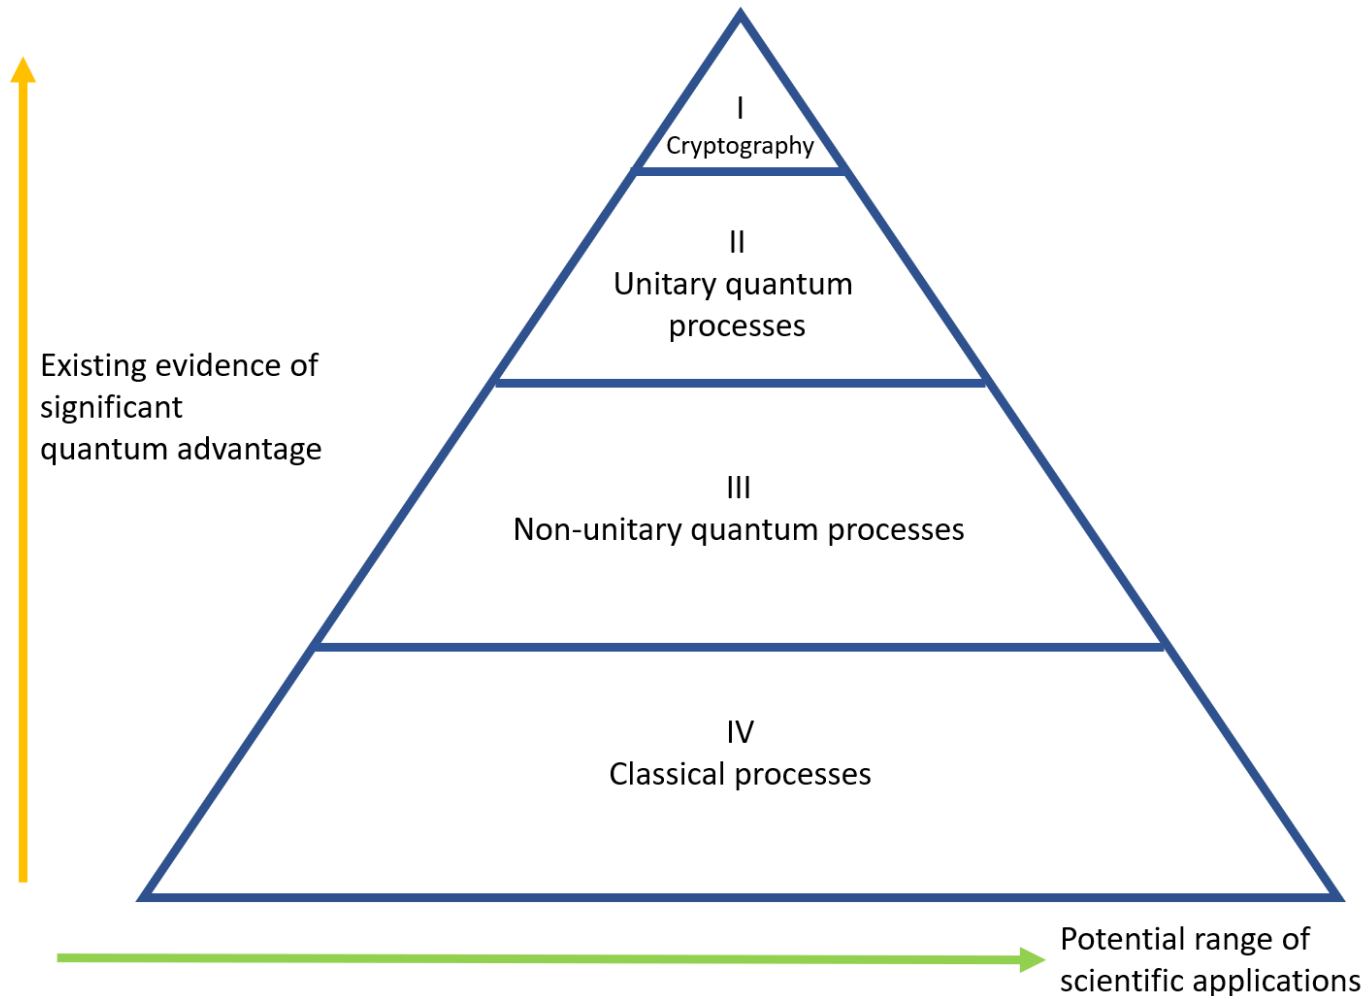 I
Cryptography
II
Unitary quantum
processes
Existing evidence of
significant
quantum advantage
III
Non-unitary quantum processes
IV
Classical processes
Potential range of
scientific applications